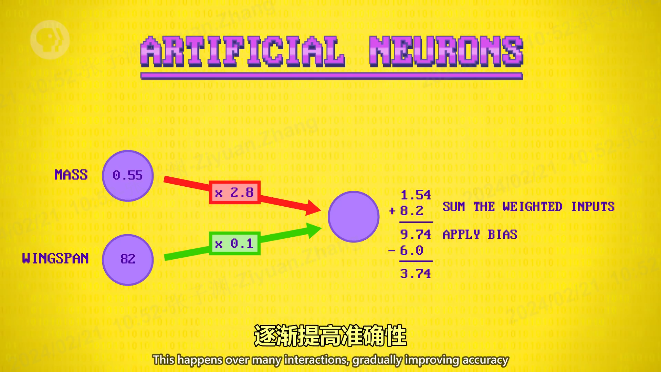 ARTIFICIAL NEURONS
MASS 0.55
x 2.8
1.54
+ 8.2 SUM THE WEIGHTED INPUTS
9.74 APPLY BIAS
- 6.0
3.74
WINGSPAN 82
x 0.1
逐渐提高准确性
This happens over many interactions, gradually improving accuracy